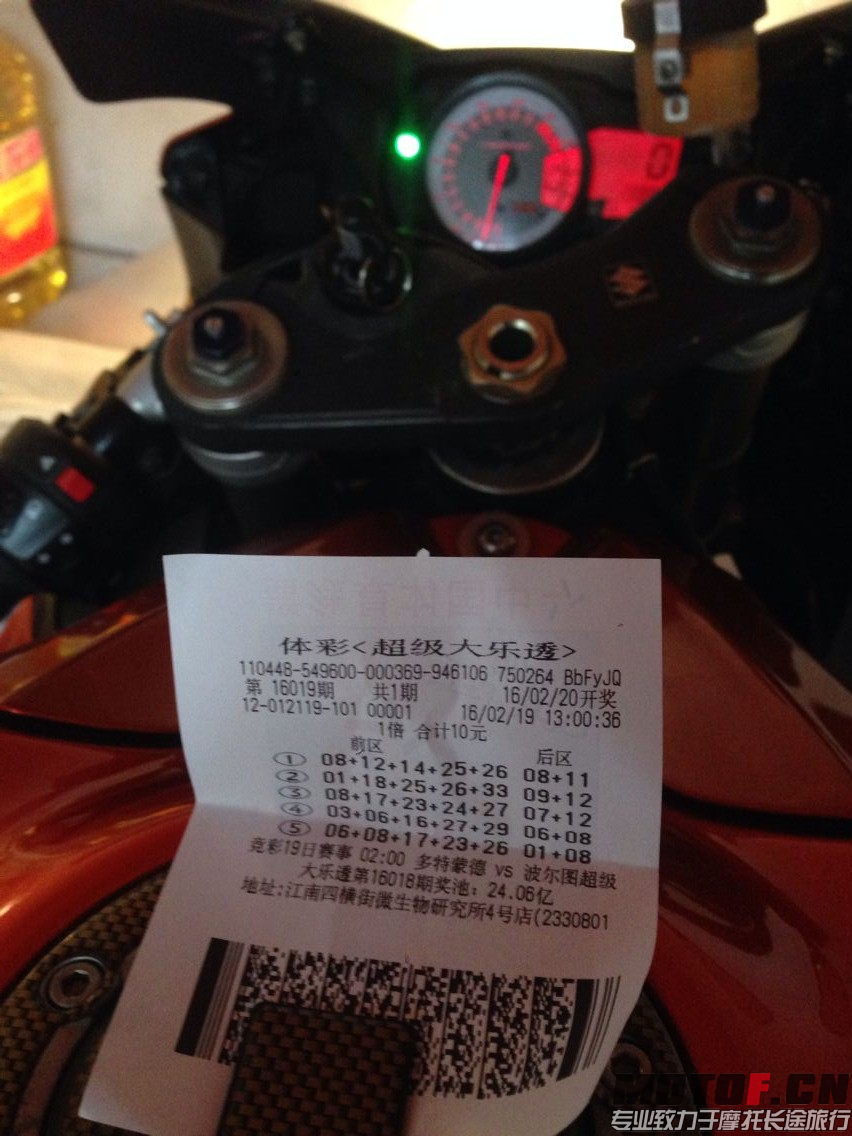 0
中国体育彩票
体彩<超级大乐透>
110448-549600-000369-946106 750264 BbFyJQ
第 16019期 共1期 16/02/20开奖
12-012119-101 00001 16/02/19 13:00:36
1倍 合计10元
前区 后区
① 08+12+14+25+26 08+11
② 01+18+25+26+33 09+12
③ 08+17+23+24+27 07+12
④ 03+06+16+27+29 06+08
⑤ 06+08+17+23+26 01+08
竞彩19日赛事 02:00 多特蒙德 vs 波尔图超级
大乐透第16018期奖池: 24.06亿
地址:江南四横街微生物研究所4号店(2330801
MOTOF.CN
专业致力于摩托长途旅行